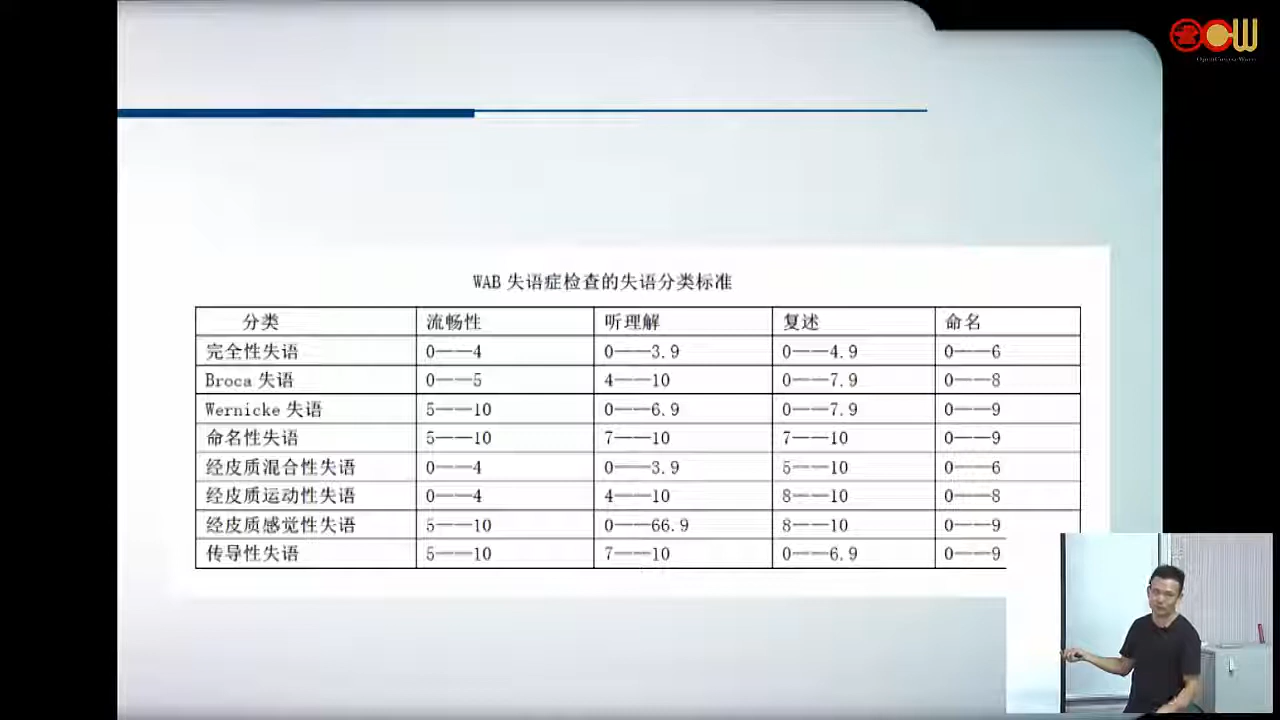 WAB 失语症检查的失语分类标准
分类 流畅性 听理解 复述 命名
完全性失语 0——4 0——3.9 0——4.9 0——6
Broca 失语 0——5 4——10 0——7.9 0——8
Wernicke 失语 5——10 0——6.9 0——7.9 0——9
命名性失语 5——10 7——10 7——10 0——9
经皮质混合性失语 0——4 0——3.9 5——10 0——6
经皮质运动性失语 0——4 4——10 8——10 0——8
经皮质感觉性失语 5——10 0——66.9 8——10 0——9
传导性失语 5——10 7——10 0——6.9 0——9